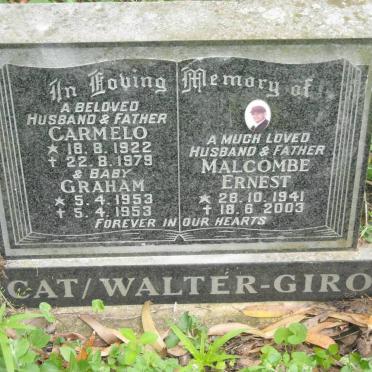 In Loving Memory of
A BELOVED
HUSBAND & FATHER
CARMELO
★ 18.8.1922
✝ 22.8.1979
& BABY
GRAHAM
★ 5.4.1953
✝ 5.4.1953
A MUCH LOVED
HUSBAND & FATHER
MALCOMBE
ERNEST
★ 28.10.1941
✝ 18.6.2003
FOREVER IN OUR HEARTS
CAT/WALTER-GIRO